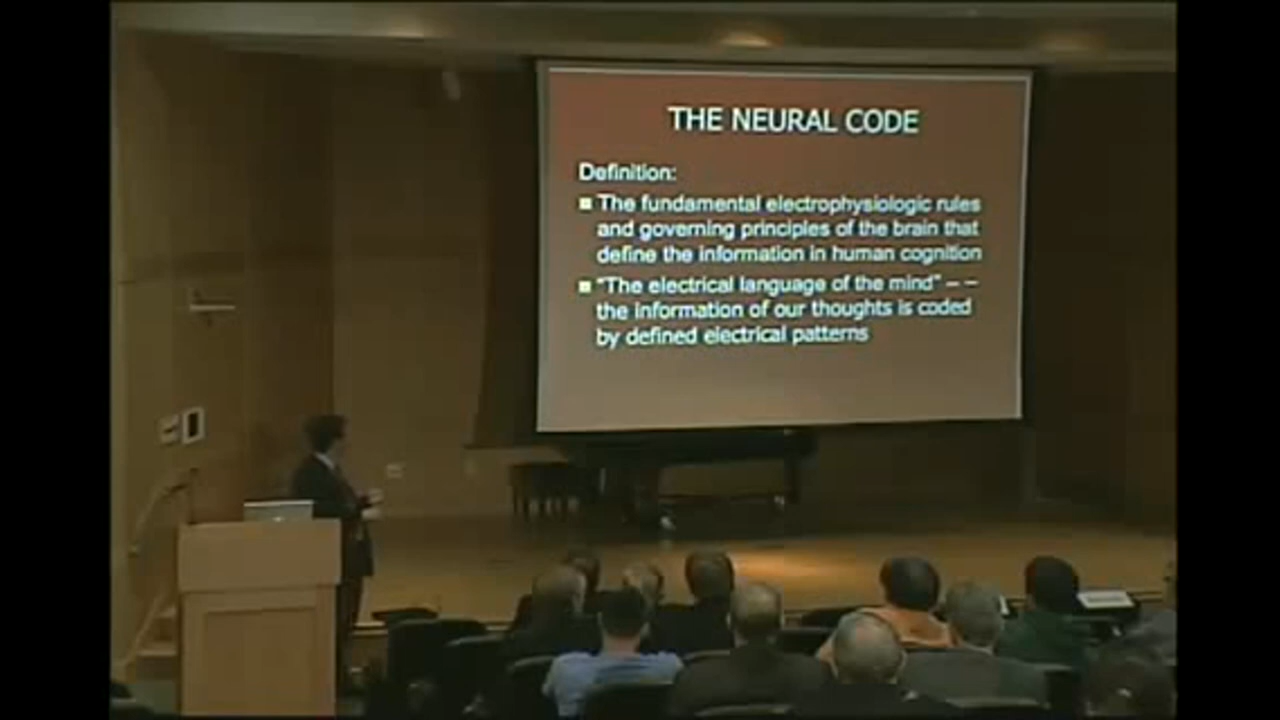 THE NEURAL CODE
Definition:
The fundamental electrophysiologic rules
and governing principles of the brain that
define the information in human cognition
"The electrical language of the mind" – –
the information of our thoughts is coded
by defined electrical patterns